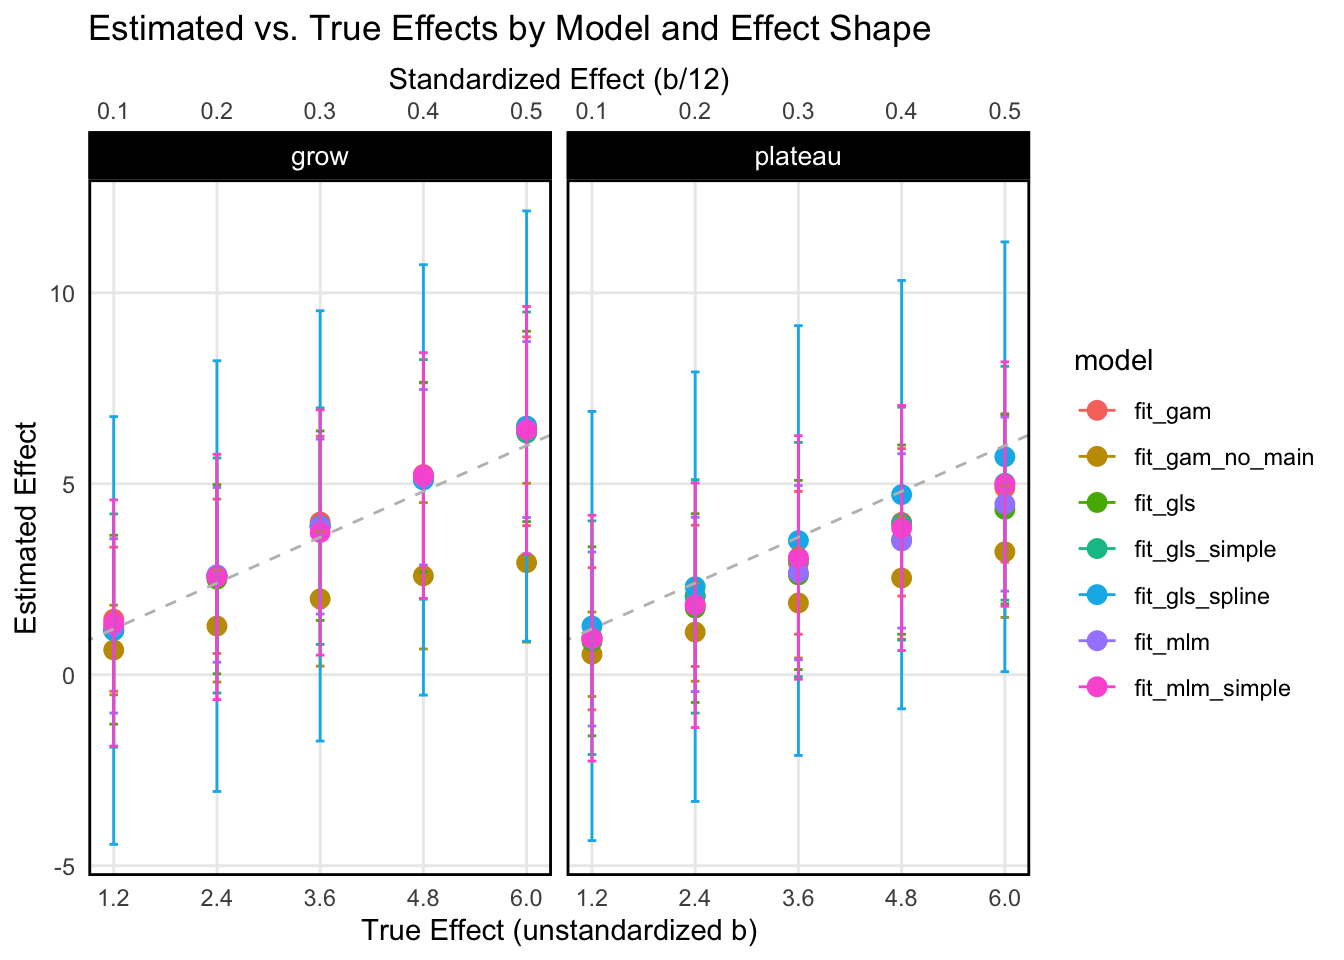 Estimated vs. True Effects by Model and Effect Shape
Standardized Effect (b/12)
0.1 0.2 0.3 0.4 0.5 0.1 0.2 0.3 0.4 0.5
grow plateau
10
5
0
-5
Estimated Effect
1.2 2.4 3.6 4.8 6.0 1.2 2.4 3.6 4.8 6.0
True Effect (unstandardized b)
model
fit_gam
fit_gam_no_main
fit_gls
fit_gls_simple
fit_gls_spline
fit_mlm
fit_mlm_simple